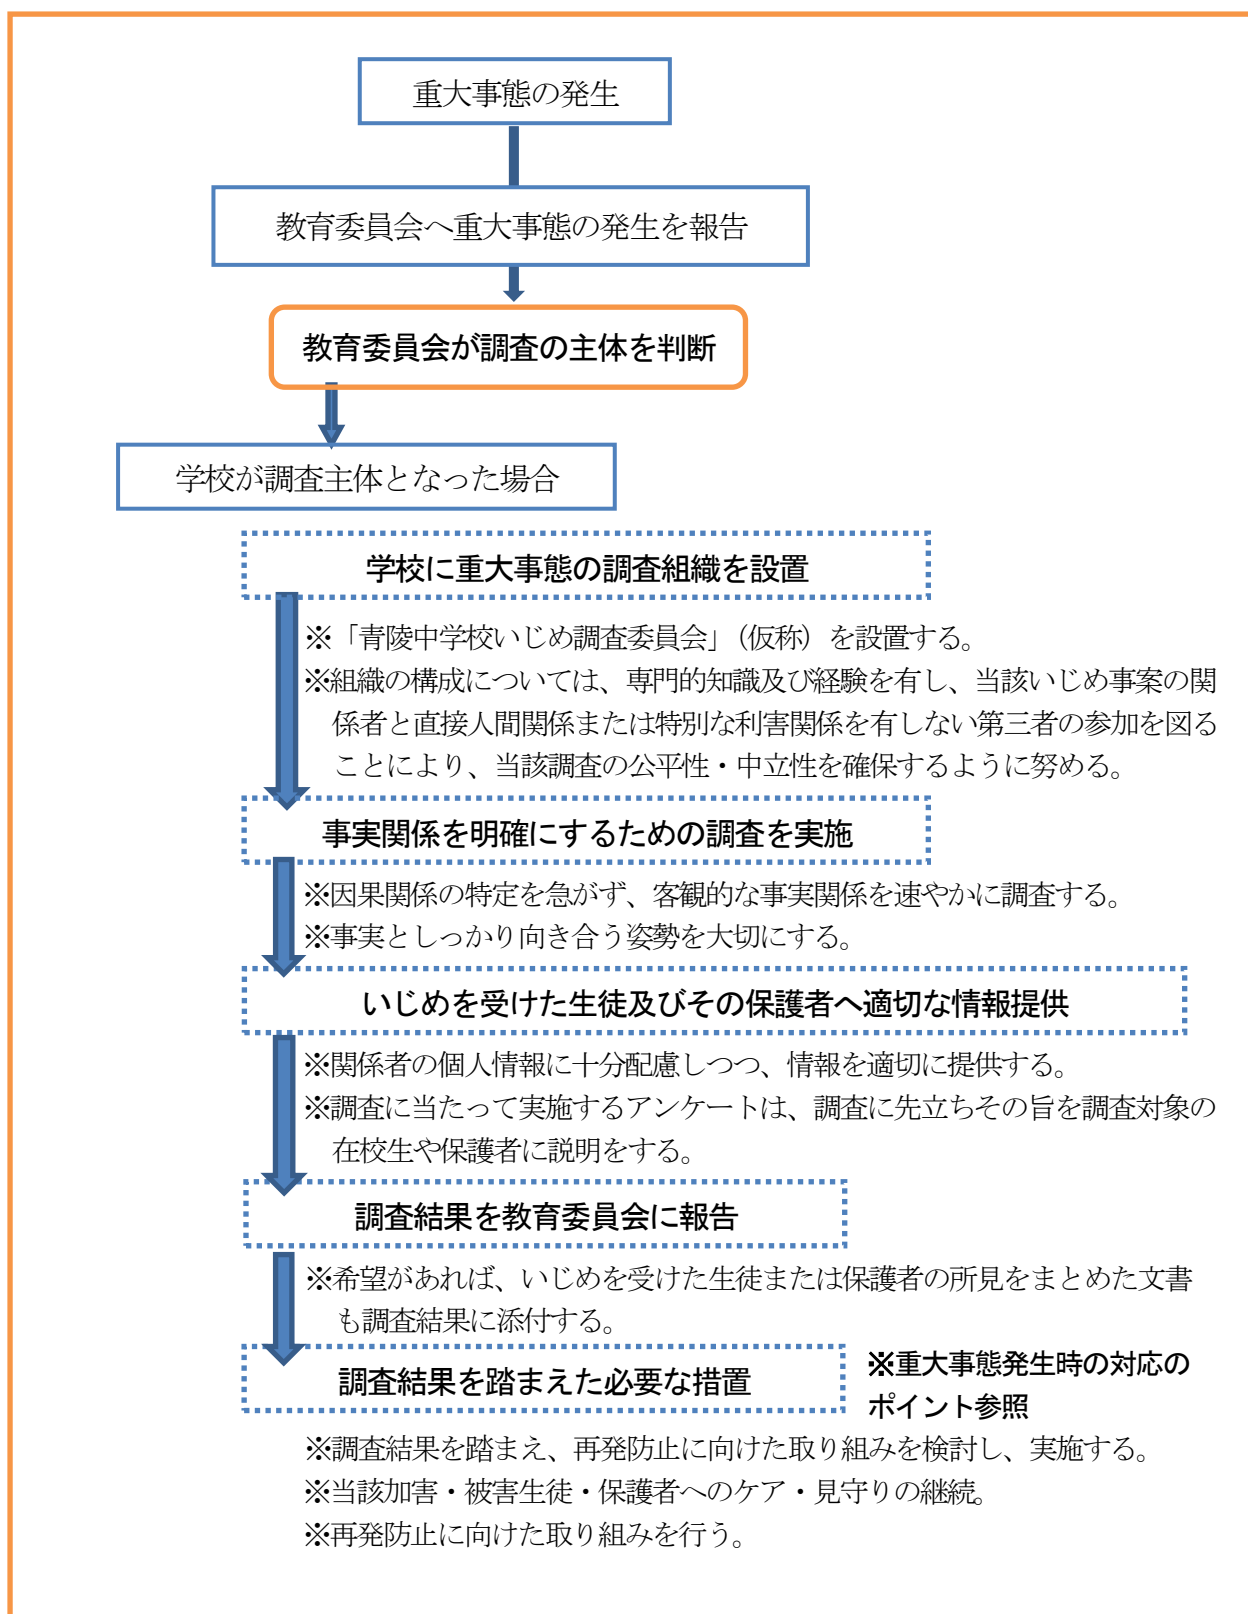 重大事態の発生
教育委員会へ重大事態の発生を報告
教育委員会が調査の主体を判断
学校が調査主体となった場合
学校に重大事態の調査組織を設置
※「青陵中学校いじめ調査委員会」（仮称）を設置する。
※組織の構成については、専門的知識及び経験を有し、当該いじめ事案の関
係者と直接人間関係または特別な利害関係を有しない第三者の参加を図る
ことにより、当該調査の公平性・中立性を確保するように努める。
事実関係を明確にするための調査を実施
※因果関係の特定を急がず、客観的な事実関係を速やかに調査する。
※事実としっかり向き合う姿勢を大切にする。
いじめを受けた生徒及びその保護者へ適切な情報提供
※関係者の個人情報に十分配慮しつつ、情報を適切に提供する。
※調査に当たって実施するアンケートは、調査に先立ちその旨を調査対象の
在校生や保護者に説明をする。
調査結果を教育委員会に報告
※希望があれば、いじめを受けた生徒または保護者の所見をまとめた文書
も調査結果に添付する。
調査結果を踏まえた必要な措置
※重大事態発生時の対応の
ポイント参照
※調査結果を踏まえ、再発防止に向けた取り組みを検討し、実施する。
※当該加害・被害生徒・保護者へのケア・見守りの継続。
※再発防止に向けた取り組みを行う。